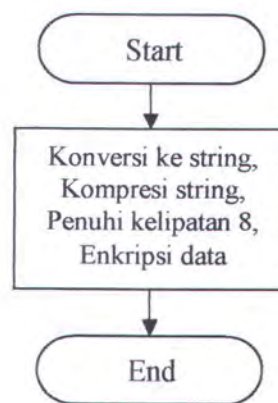 Start
Konversi ke string,
Kompresi string,
Penuhi kelipatan 8,
Enkripsi data
End